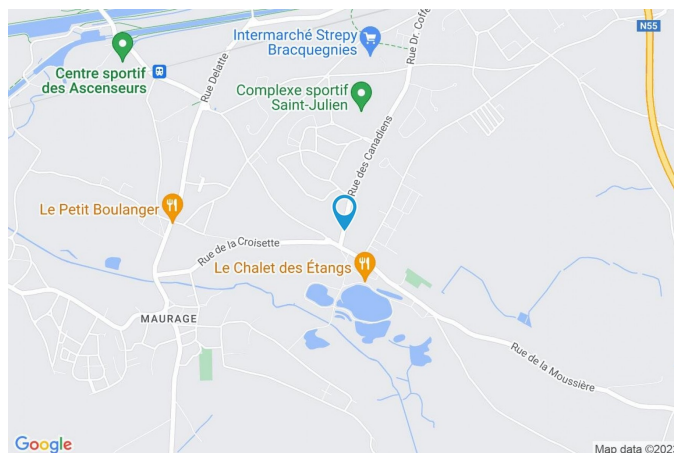 N55
Intermarché Strepy
Bracquegnies
Centre sportif
des Ascenseurs
Rue Delatte
Complexe sportif
Saint-Julien
Rue Dr. Coffe
Rue des Canadiens
Le Petit Boulanger
Rue de la Croisette
Le Chalet des Étangs
MAURAGE
Rue de la Moussière
Google
Map data ©202